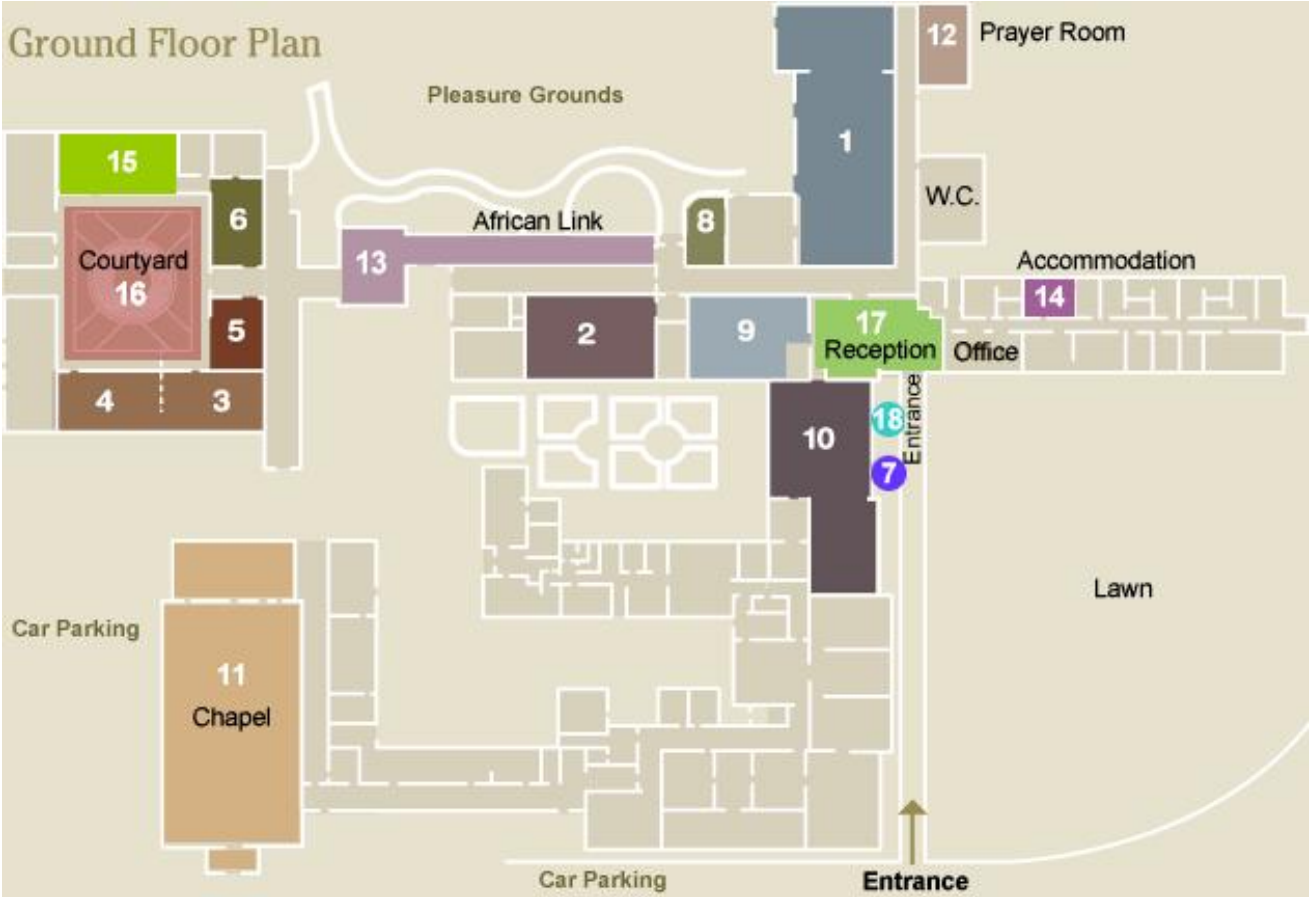 Ground Floor Plan
12 Prayer Room
Pleasure Grounds
1
15
W.C.
6
African Link
8
Courtyard
16
13
Accommodation
14
5
2
9
17
Reception
Office
4
3
10
18
Entrance
7
Lawn
Car Parking
11
Chapel
Car Parking
Entrance